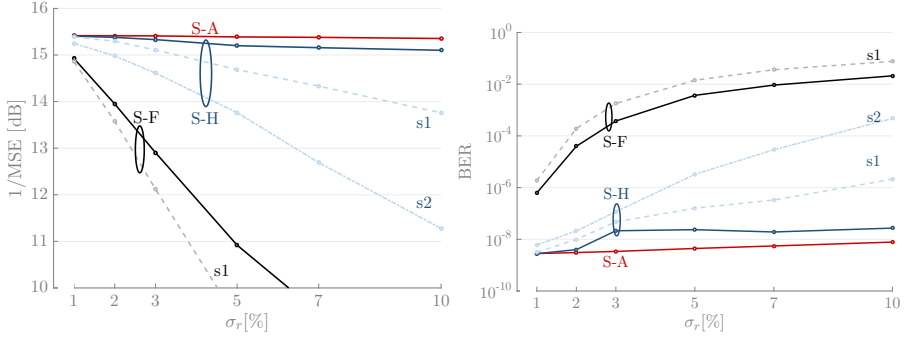 16
15
14
13
12
11
10
1/MSE [dB]
S-A
S-H
S-F
s1
s2
s1
1 2 3 5 7 10
σr[%]
10^0
10^-2
10^-4
10^-6
10^-8
10^-10
BER
s1
S-F
s2
s1
S-H
S-A
1 2 3 5 7 10
σr[%]